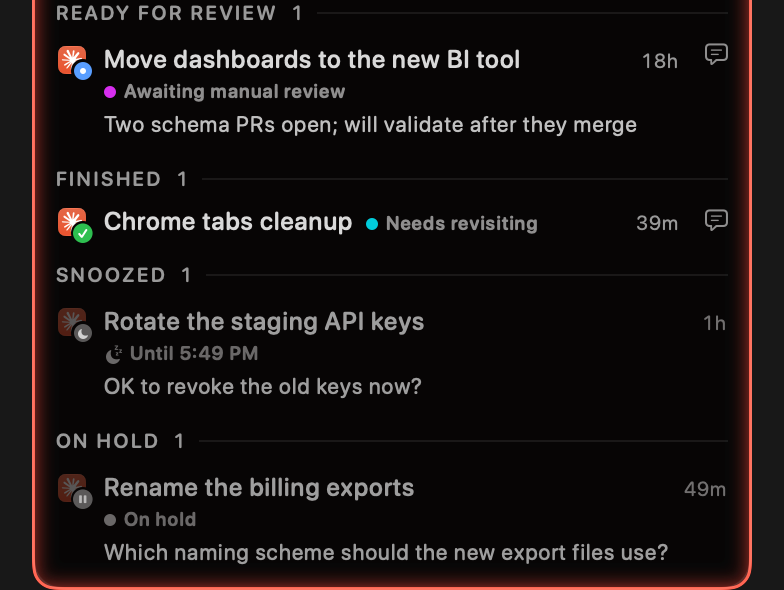 READY FOR REVIEW 1
Move dashboards to the new BI tool 18h
Awaiting manual review
Two schema PRs open; will validate after they merge
FINISHED 1
Chrome tabs cleanup Needs revisiting 39m
SNOOZED 1
Rotate the staging API keys 1h
Until 5:49 PM
OK to revoke the old keys now?
ON HOLD 1
Rename the billing exports 49m
On hold
Which naming scheme should the new export files use?